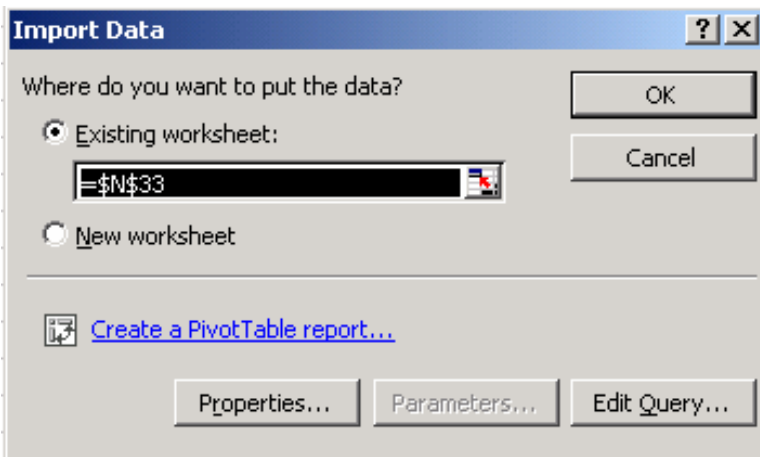 Import Data
Where do you want to put the data?
OK
Existing worksheet:
Cancel
=$N$33
New worksheet
Create a PivotTable report...
Properties...
Parameters...
Edit Query...